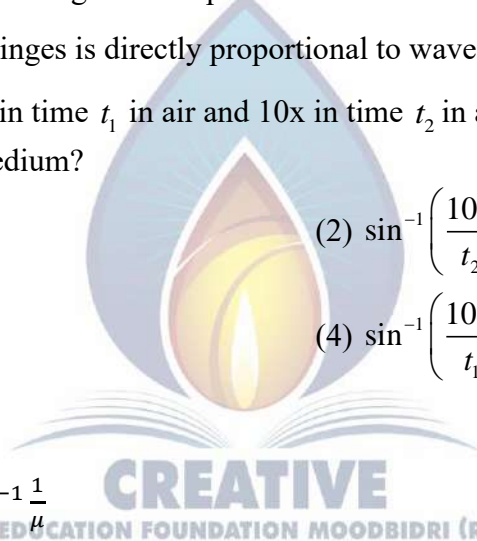 inges is directly proportional to wave
in time t₁ in air and 10x in time t₂ in a
edium?
(2) sin⁻¹ ( 10 / t₂
(4) sin⁻¹ ( 10 / t₁
−1 1/μ
CREATIVE
EDUCATION FOUNDATION MOODBIDRI (R